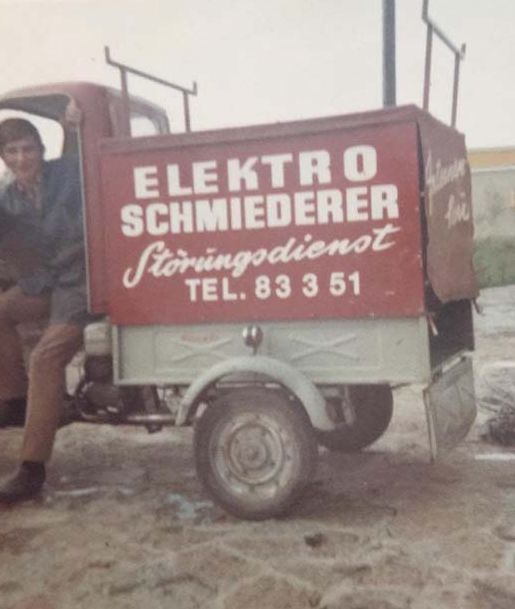 ELEKTRO
SCHMIEDERER
Störungsdienst
TEL. 83 3 51